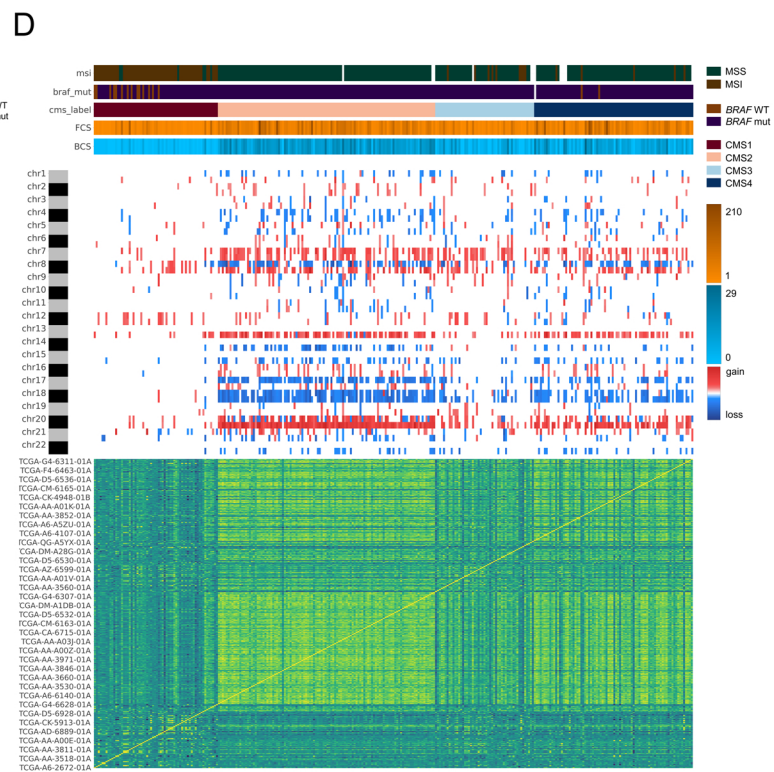 D
msi
braf_mut
cms_label
FCS
BCS
chr1
chr2
chr3
chr4
chr5
chr6
chr7
chr8
chr9
chr10
chr11
chr12
chr13
chr14
chr15
chr16
chr17
chr18
chr19
chr20
chr21
chr22
TCGA-G4-6311-01A
TCGA-F4-6463-01A
TCGA-D5-6536-01A
TCGA-CM-6165-01A
TCGA-CK-4948-01B
TCGA-AA-A01K-01A
TCGA-AA-3852-01A
TCGA-A6-A5ZU-01A
TCGA-A6-4107-01A
TCGA-QG-A5YX-01A
TCGA-DM-A28G-01A
TCGA-D5-6530-01A
TCGA-AZ-6599-01A
TCGA-AA-A01V-01A
TCGA-AA-3560-01A
TCGA-G4-6307-01A
TCGA-DM-A1DB-01A
TCGA-D5-6532-01A
TCGA-CM-6163-01A
TCGA-CA-6715-01A
TCGA-AA-A03J-01A
TCGA-AA-A00Z-01A
TCGA-AA-3971-01A
TCGA-AA-3846-01A
TCGA-AA-3660-01A
TCGA-AA-3530-01A
TCGA-A6-6140-01A
TCGA-G4-6628-01A
TCGA-D5-6928-01A
TCGA-CK-5913-01A
TCGA-AD-6889-01A
TCGA-AA-A00E-01A
TCGA-AA-3811-01A
TCGA-AA-3518-01A
TCGA-A6-2672-01A
MSS
MSI
BRAF WT
BRAF mut
CMS1
CMS2
CMS3
CMS4
210
1
29
0
gain
loss